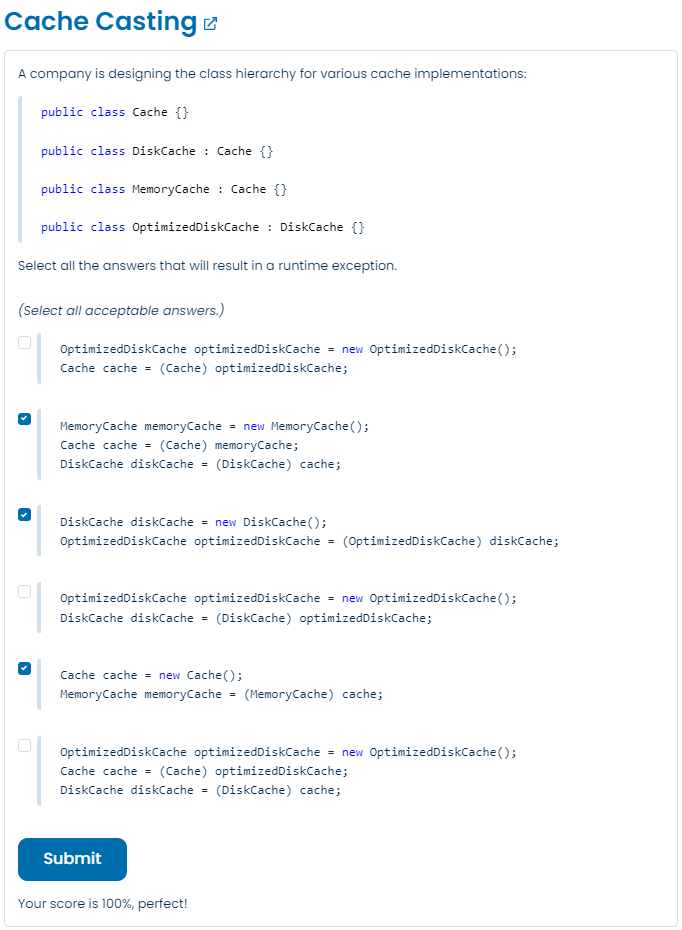 Cache Casting
A company is designing the class hierarchy for various cache implementations:
public class Cache {}
public class DiskCache : Cache {}
public class MemoryCache : Cache {}
public class OptimizedDiskCache : DiskCache {}
Select all the answers that will result in a runtime exception.
(Select all acceptable answers.)
OptimizedDiskCache optimizedDiskCache = new OptimizedDiskCache();
Cache cache = (Cache) optimizedDiskCache;
MemoryCache memoryCache = new MemoryCache();
Cache cache = (Cache) memoryCache;
DiskCache diskCache = (DiskCache) cache;
DiskCache diskCache = new DiskCache();
OptimizedDiskCache optimizedDiskCache = (OptimizedDiskCache) diskCache;
OptimizedDiskCache optimizedDiskCache = new OptimizedDiskCache();
DiskCache diskCache = (DiskCache) optimizedDiskCache;
Cache cache = new Cache();
MemoryCache memoryCache = (MemoryCache) cache;
OptimizedDiskCache optimizedDiskCache = new OptimizedDiskCache();
Cache cache = (Cache) optimizedDiskCache;
DiskCache diskCache = (DiskCache) cache;
Submit
Your score is 100%, perfect!